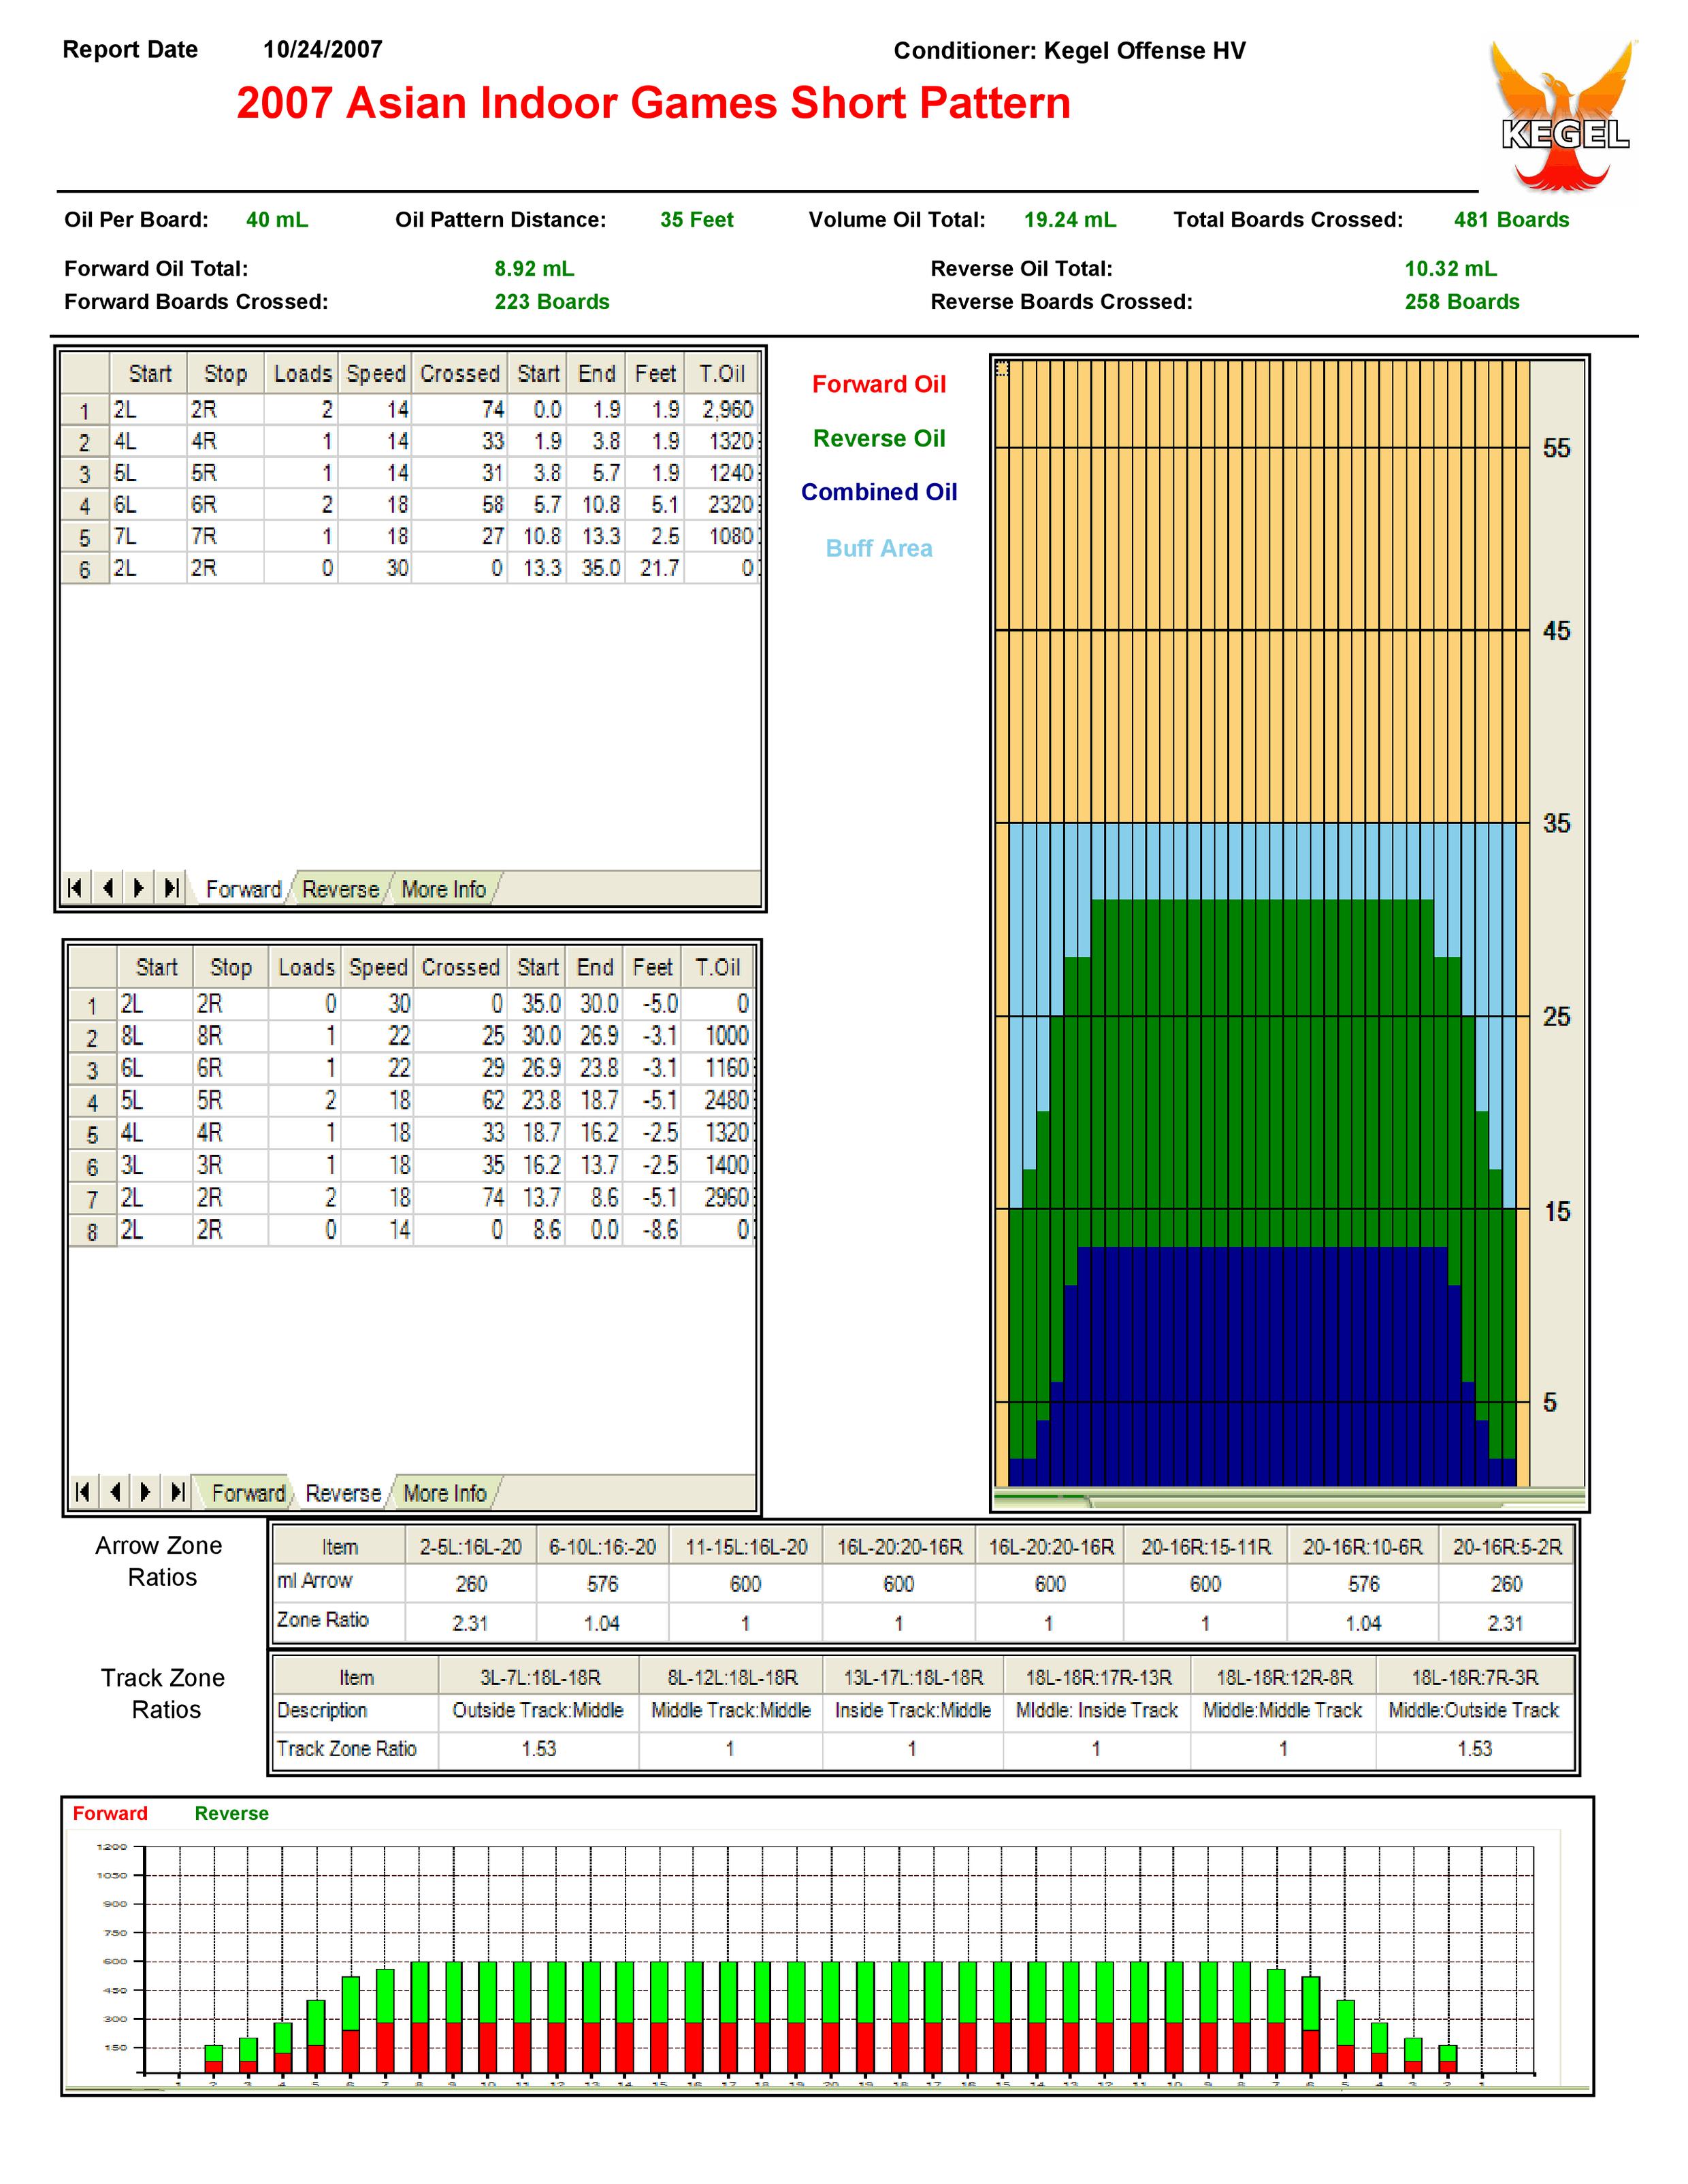 Report Date 10/24/2007 Conditioner: Kegel Offense HV
2007 Asian Indoor Games Short Pattern
KEGEL
Oil Per Board: 40 mL Oil Pattern Distance: 35 Feet Volume Oil Total: 19.24 mL Total Boards Crossed: 481 Boards
Forward Oil Total: 8.92 mL Reverse Oil Total: 10.32 mL
Forward Boards Crossed: 223 Boards Reverse Boards Crossed: 258 Boards
Start Stop Loads Speed Crossed Start End Feet T.Oil
1 2L 2R 2 14 74 0.0 1.9 1.9 2,960
2 4L 4R 1 14 33 1.9 3.8 1.9 1320
3 5L 5R 1 14 31 3.8 5.7 1.9 1240
4 6L 6R 2 18 58 5.7 10.8 5.1 2320
5 7L 7R 1 18 27 10.8 13.3 2.5 1080
6 2L 2R 0 30 0 13.3 35.0 21.7 0
Forward Reverse More Info
Forward Oil
Reverse Oil
Combined Oil
Buff Area
55
45
35
25
15
5
Start Stop Loads Speed Crossed Start End Feet T.Oil
1 2L 2R 0 30 0 35.0 30.0 -5.0 0
2 8L 8R 1 22 25 30.0 26.9 -3.1 1000
3 6L 6R 1 22 29 26.9 23.8 -3.1 1160
4 5L 5R 2 18 62 23.8 18.7 -5.1 2480
5 4L 4R 1 18 33 18.7 16.2 -2.5 1320
6 3L 3R 1 18 35 16.2 13.7 -2.5 1400
7 2L 2R 2 18 74 13.7 8.6 -5.1 2960
8 2L 2R 0 14 0 8.6 0.0 -8.6 0
Forward Reverse More Info
Arrow Zone Ratios
Item 2-5L:16L-20 6-10L:16:-20 11-15L:16L-20 16L-20:20-16R 16L-20:20-16R 20-16R:15-11R 20-16R:10-6R 20-16R:5-2R
ml Arrow 260 576 600 600 600 600 576 260
Zone Ratio 2.31 1.04 1 1 1 1 1.04 2.31
Track Zone Ratios
Item 3L-7L:18L-18R 8L-12L:18L-18R 13L-17L:18L-18R 18L-18R:17R-13R 18L-18R:12R-8R 18L-18R:7R-3R
Description Outside Track:Middle Middle Track:Middle Inside Track:Middle MIddle: Inside Track Middle:Middle Track Middle:Outside Track
Track Zone Ratio 1.53 1 1 1 1 1.53
Forward Reverse
1200
1050
900
750
600
450
300
150
1 2 3 4 5 6 7 8 9 10 11 12 13 14 15 16 17 18 19 20 19 18 17 16 15 14 13 12 11 10 9 8 7 6 5 4 3 2 1